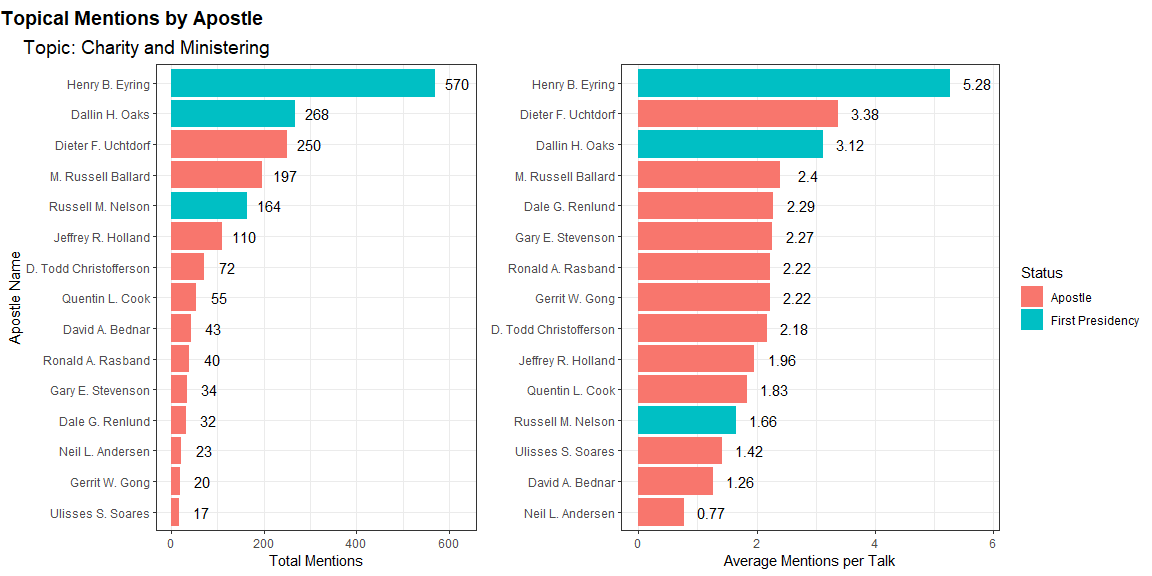 Topical Mentions by Apostle
Topic: Charity and Ministering
Apostle Name
Henry B. Eyring 570
Dallin H. Oaks 268
Dieter F. Uchtdorf 250
M. Russell Ballard 197
Russell M. Nelson 164
Jeffrey R. Holland 110
D. Todd Christofferson 72
Quentin L. Cook 55
David A. Bednar 43
Ronald A. Rasband 40
Gary E. Stevenson 34
Dale G. Renlund 32
Neil L. Andersen 23
Gerrit W. Gong 20
Ulisses S. Soares 17
0 200 400 600
Total Mentions
Henry B. Eyring 5.28
Dieter F. Uchtdorf 3.38
Dallin H. Oaks 3.12
M. Russell Ballard 2.4
Dale G. Renlund 2.29
Gary E. Stevenson 2.27
Ronald A. Rasband 2.22
Gerrit W. Gong 2.22
D. Todd Christofferson 2.18
Jeffrey R. Holland 1.96
Quentin L. Cook 1.83
Russell M. Nelson 1.66
Ulisses S. Soares 1.42
David A. Bednar 1.26
Neil L. Andersen 0.77
0 2 4 6
Average Mentions per Talk
Status
Apostle
First Presidency